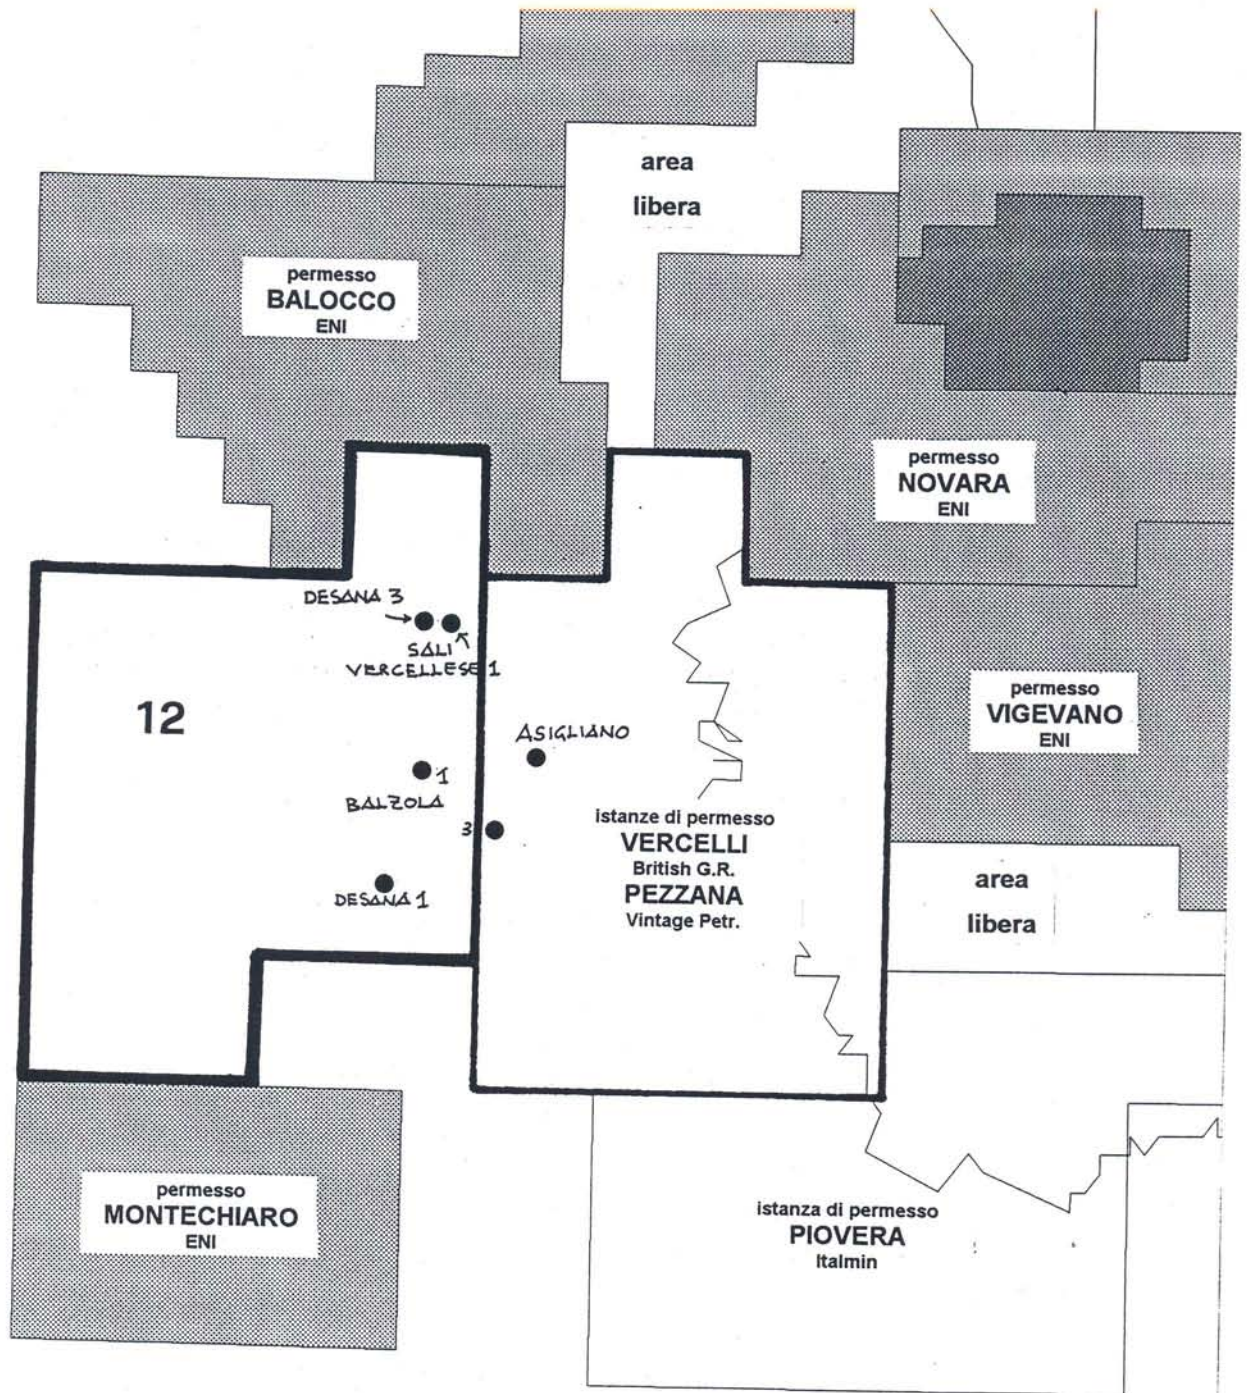 area
libera
permesso
BALOCCO
ENI
permesso
NOVARA
ENI
DESANA 3
SALI
VERCELLESE 1
12
permesso
VIGEVANO
ENI
ASIGLIANO
1
BALZOLA
3
istanze di permesso
VERCELLI
British G.R.
PEZZANA
Vintage Petr.
DESANA 1
area
libera
permesso
MONTECHIARO
ENI
istanza di permesso
PIOVERA
Italmin